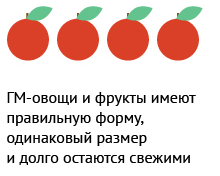 ГМ-овощи и фрукты имеют
правильную форму,
одинаковый размер
и долго остаются свежими